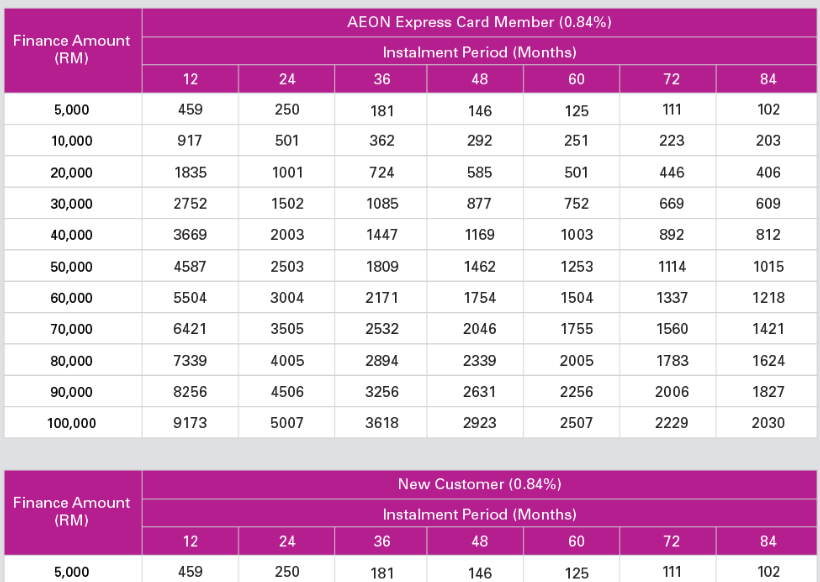 AEON Express Card Member (0.84%)
Finance Amount
(RM)
Instalment Period (Months)
12 24 36 48 60 72 84
5,000 459 250 181 146 125 111 102
10,000 917 501 362 292 251 223 203
20,000 1835 1001 724 585 501 446 406
30,000 2752 1502 1085 877 752 669 609
40,000 3669 2003 1447 1169 1003 892 812
50,000 4587 2503 1809 1462 1253 1114 1015
60,000 5504 3004 2171 1754 1504 1337 1218
70,000 6421 3505 2532 2046 1755 1560 1421
80,000 7339 4005 2894 2339 2005 1783 1624
90,000 8256 4506 3256 2631 2256 2006 1827
100,000 9173 5007 3618 2923 2507 2229 2030
New Customer (0.84%)
Finance Amount
(RM)
Instalment Period (Months)
12 24 36 48 60 72 84
5,000 459 250 181 146 125 111 102